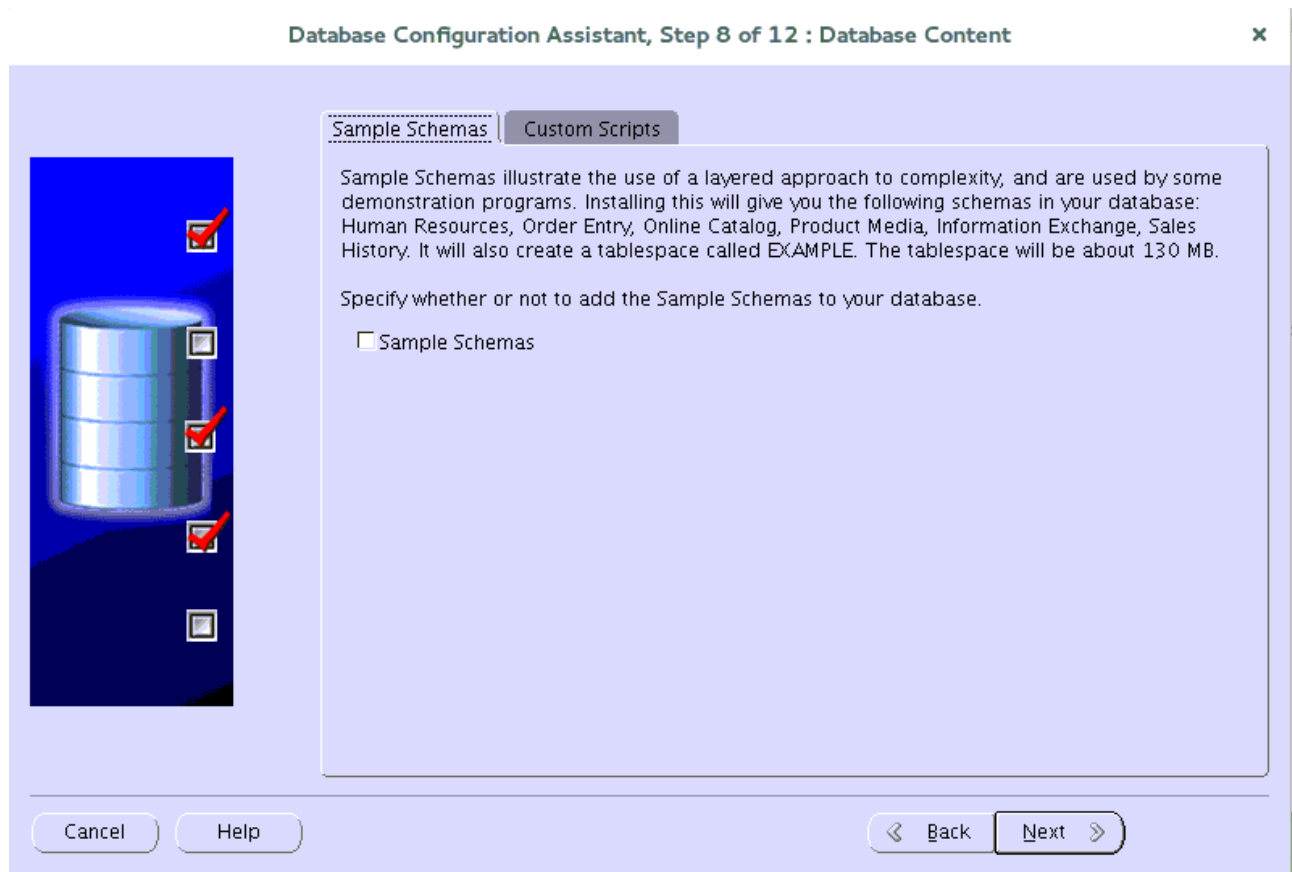 Database Configuration Assistant, Step 8 of 12 : Database Content
Sample Schemas
Custom Scripts
Sample Schemas illustrate the use of a layered approach to complexity, and are used by some
demonstration programs. Installing this will give you the following schemas in your database:
Human Resources, Order Entry, Online Catalog, Product Media, Information Exchange, Sales
History. It will also create a tablespace called EXAMPLE. The tablespace will be about 130 MB.
Specify whether or not to add the Sample Schemas to your database.
Sample Schemas
Cancel
Help
Back
Next